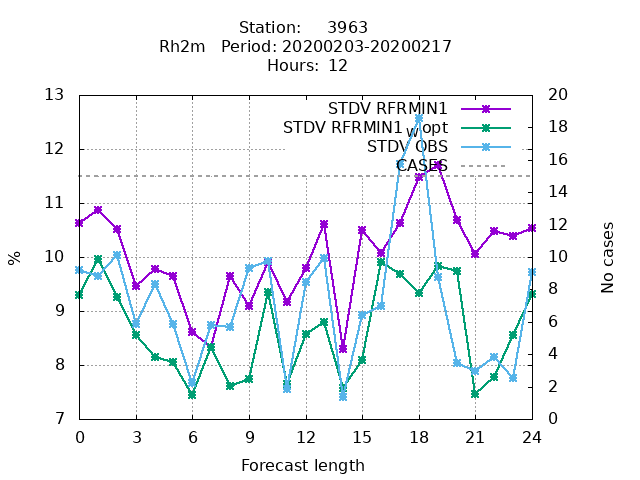 Station: 3963
Rh2m Period: 20200203-20200217
Hours: 12
13 20
STDV RFRMIN1
18
STDV RFRMIN1_wopt
12
STDV OBS
16
CASES
14
11
12
10 10
%
No cases
8
9
6
4
8
2
7 0
0 3 6 9 12 15 18 21 24
Forecast length